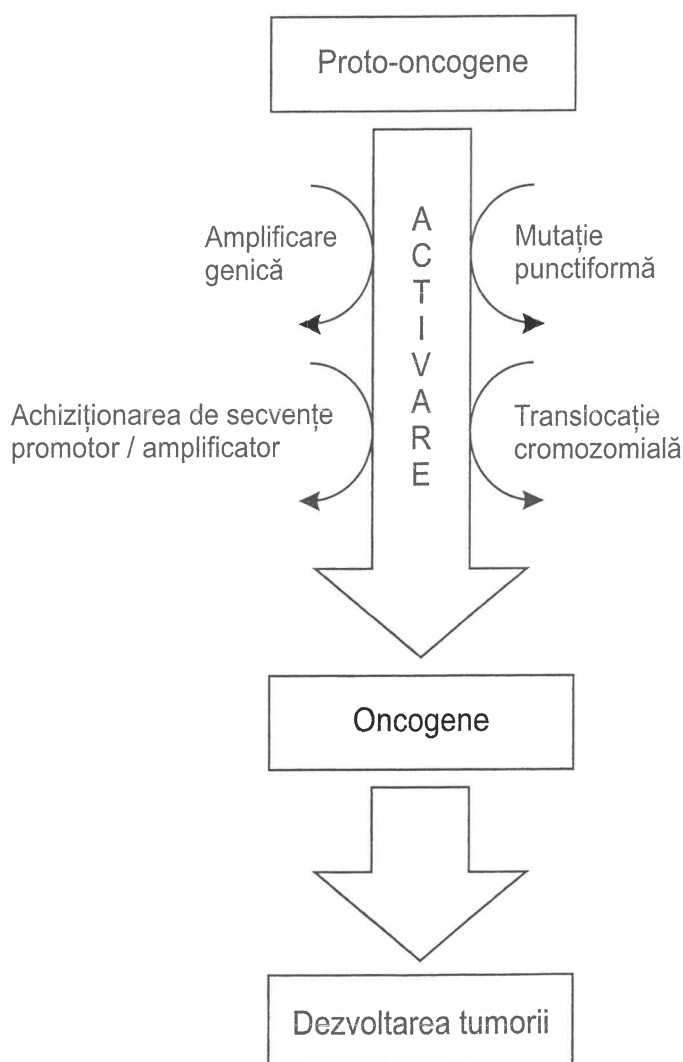 Proto-oncogene
Amplificare
genică
A
C
T
I
V
A
R
E
Mutație
punctiformă
Achiziționarea de secvențe
promotor / amplificator
Translocație
cromozomială
Oncogene
Dezvoltarea tumorii